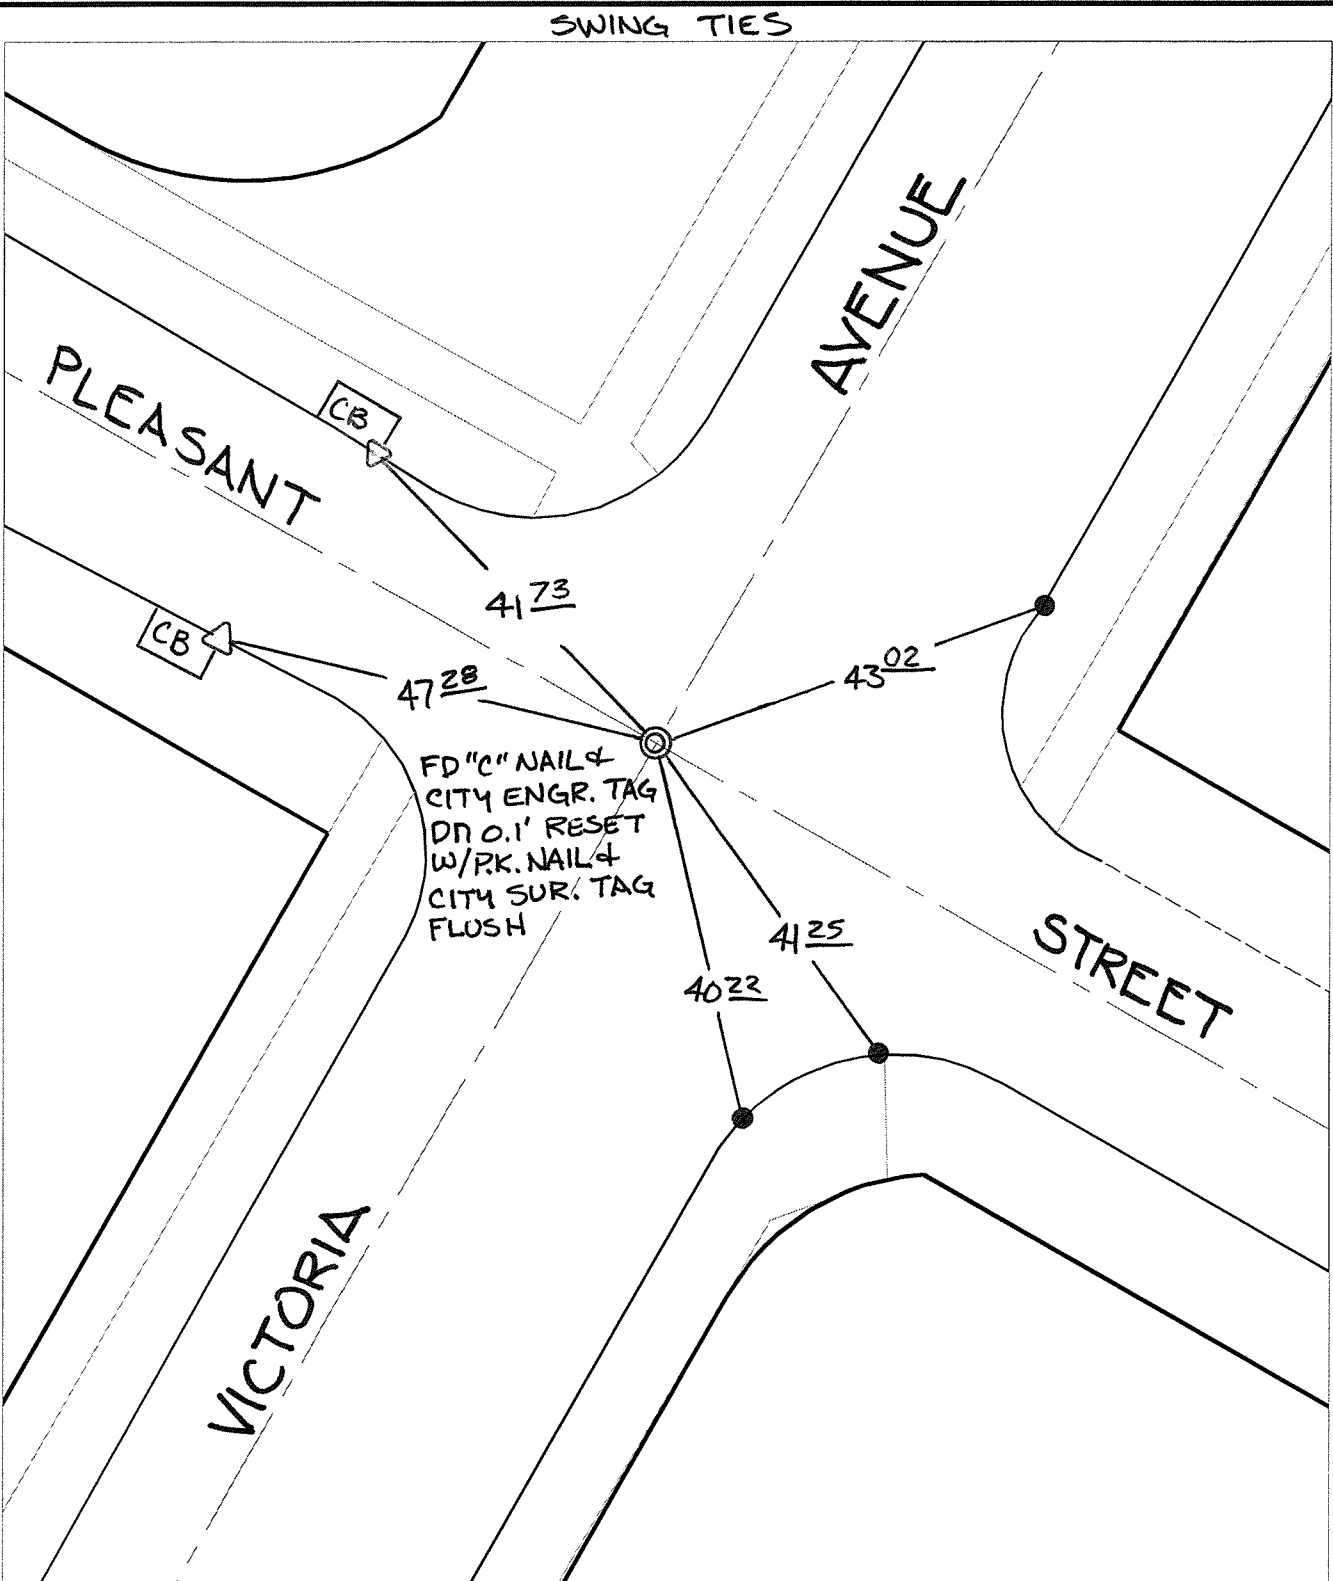 SWING TIES
AVENUE
PLEASANT
CB
CB
41 73
47 28
43 02
FD "C" NAIL &
CITY ENGR. TAG
DN 0.1' RESET
W/P.K. NAIL &
CITY SUR. TAG
FLUSH
41 25
40 22
STREET
VICTORIA